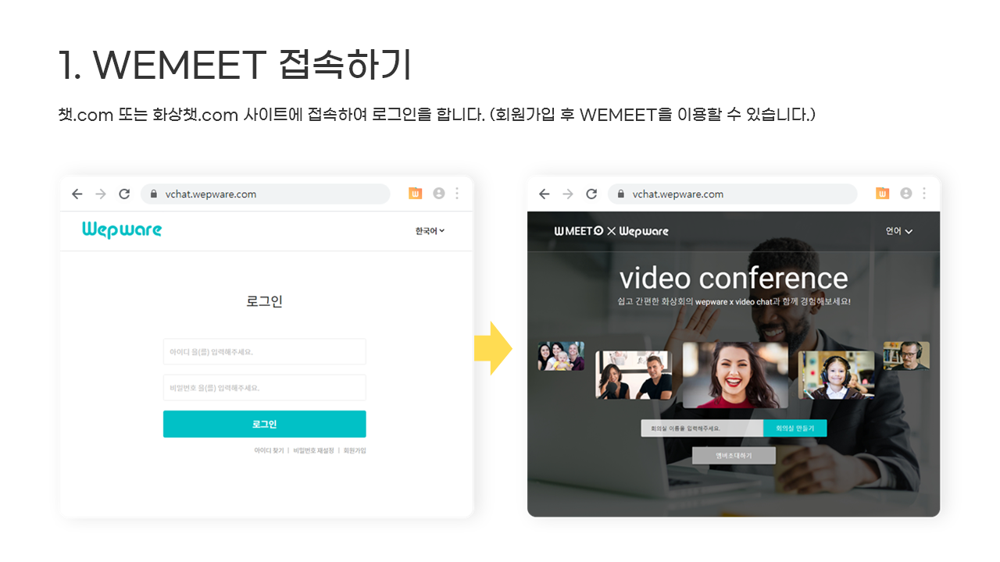 1. WEMEET 접속하기
챗.com 또는 화상챗.com 사이트에 접속하여 로그인을 합니다. (회원가입 후 WEMEET을 이용할 수 있습니다.)
vchat.wepware.com
W
Wepware
한국어
로그인
아이디 을(를) 입력해주세요.
비밀번호 을(를) 입력해주세요.
로그인
아이디 찾기 | 비밀번호 재설정 | 회원가입
vchat.wepware.com
W
WMEETO X Wepware
언어
video conference
쉽고 간편한 화상회의 wepware x video chat과 함께 경험해보세요!
회의실 이름을 입력해주세요.
회의실 만들기
멤버초대하기